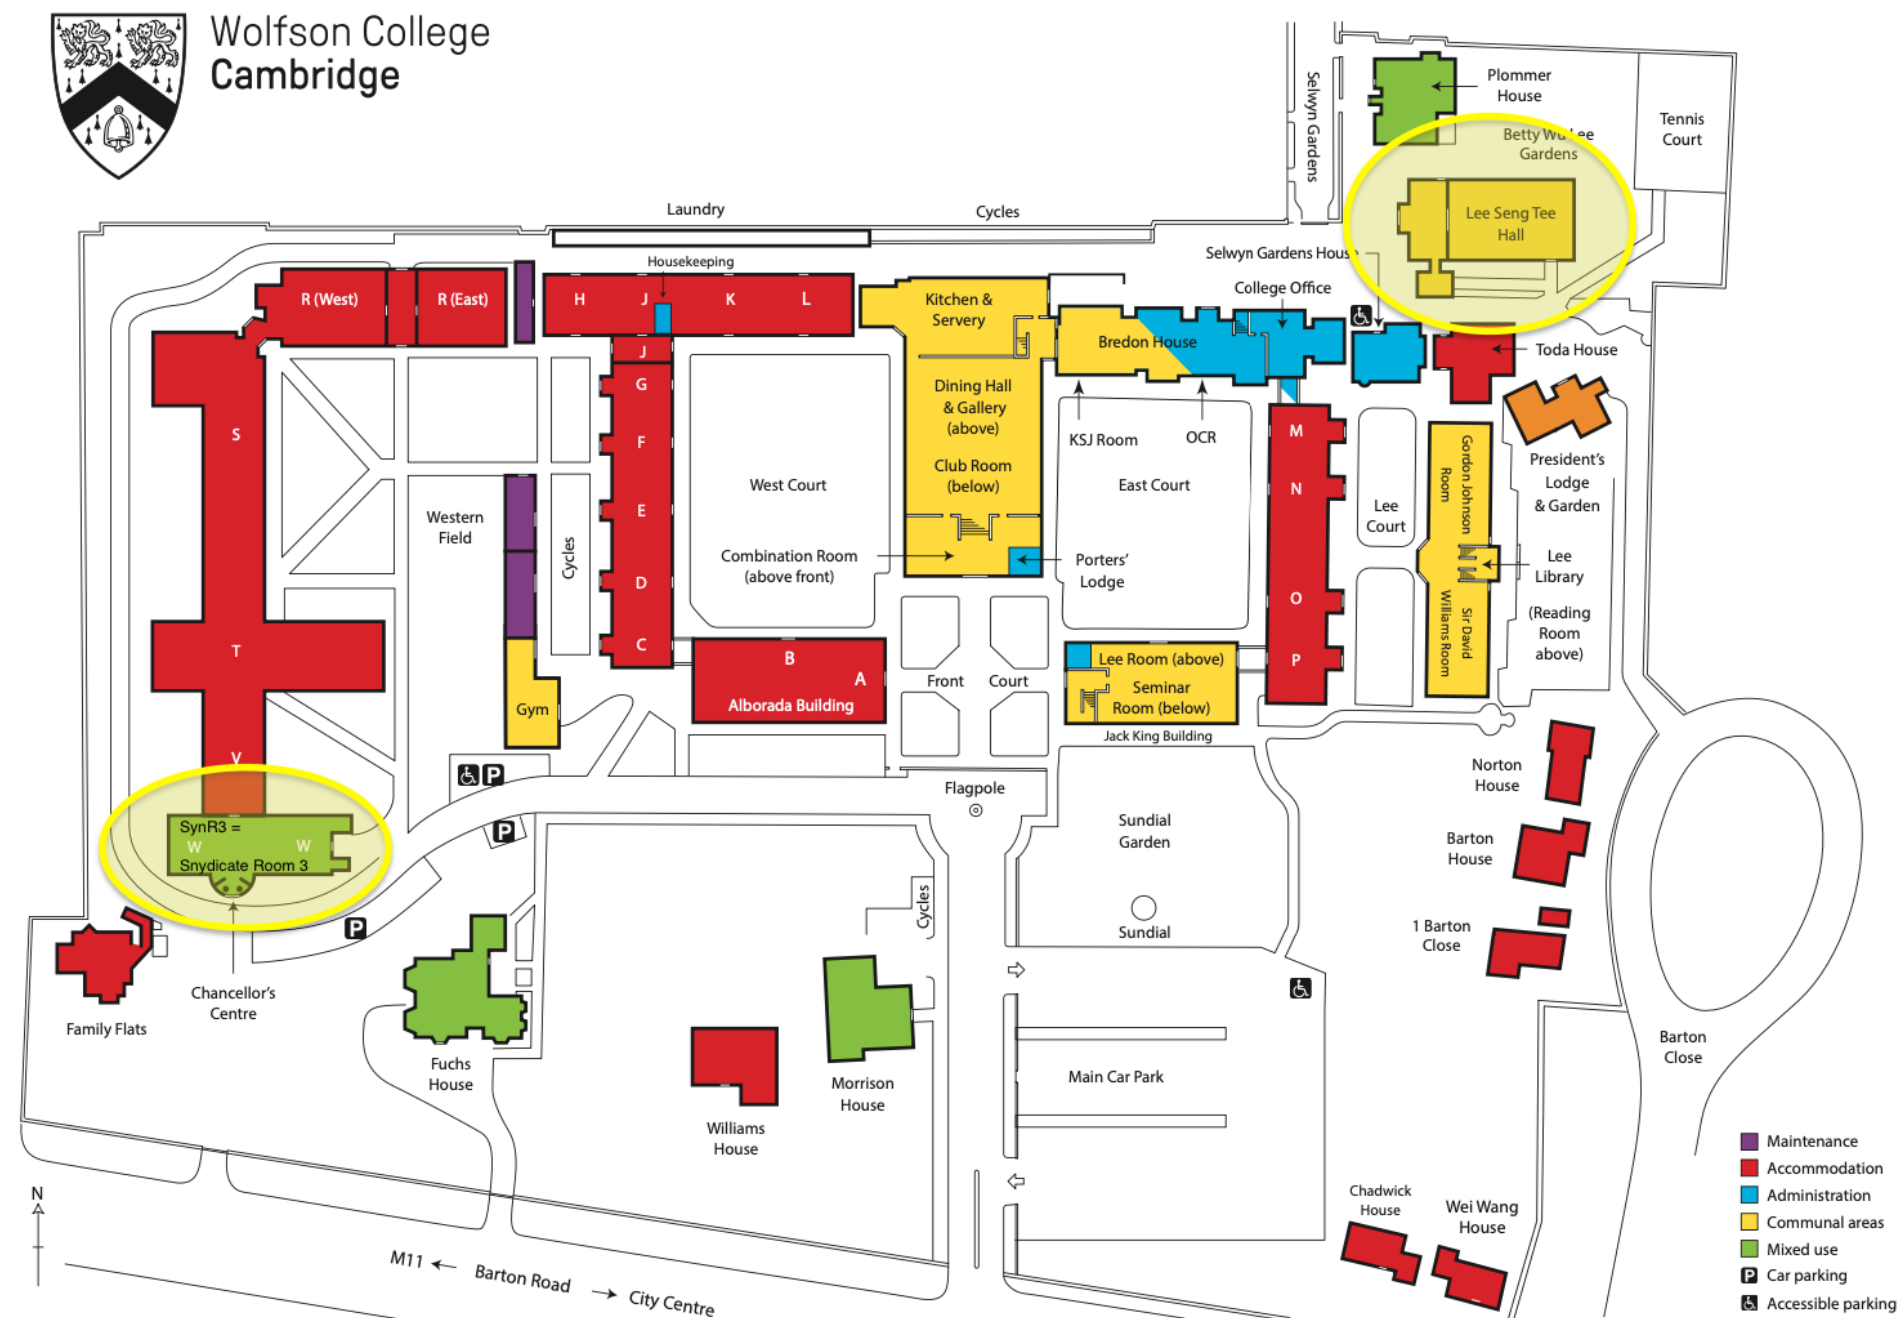 Wolfson College
Cambridge
Selwyn Gardens
Plommer
House
Betty Wu Lee
Gardens
Tennis
Court
Lee Seng Tee
Hall
Laundry
Cycles
Selwyn Gardens House
Housekeeping
College Office
R (West)
R (East)
H
J
K
L
Kitchen &
Servery
Bredon House
Toda House
J
G
F
E
D
C
Dining Hall
& Gallery
(above)
Club Room
(below)
KSJ Room
OCR
M
N
O
P
S
T
V
West Court
East Court
Lee
Court
Gordon Johnson
Room
Sir David
Williams Room
President's
Lodge
& Garden
Lee
Library
(Reading
Room
above)
Western
Field
Cycles
Combination Room
(above front)
Porters'
Lodge
Gym
B
A
Alborada Building
Front
Court
Lee Room (above)
Seminar
Room (below)
Jack King Building
Norton
House
P
Flagpole
P
Sundial
Garden
Barton
House
SynR3 =
W
W
Snydicate Room 3
P
Cycles
Sundial
1 Barton
Close
Chancellor's
Centre
Family Flats
Fuchs
House
Morrison
House
Williams
House
Main Car Park
Barton
Close
Chadwick
House
Wei Wang
House
N
M11
Barton Road
City Centre
Maintenance
Accommodation
Administration
Communal areas
Mixed use
P Car parking
Accessible parking